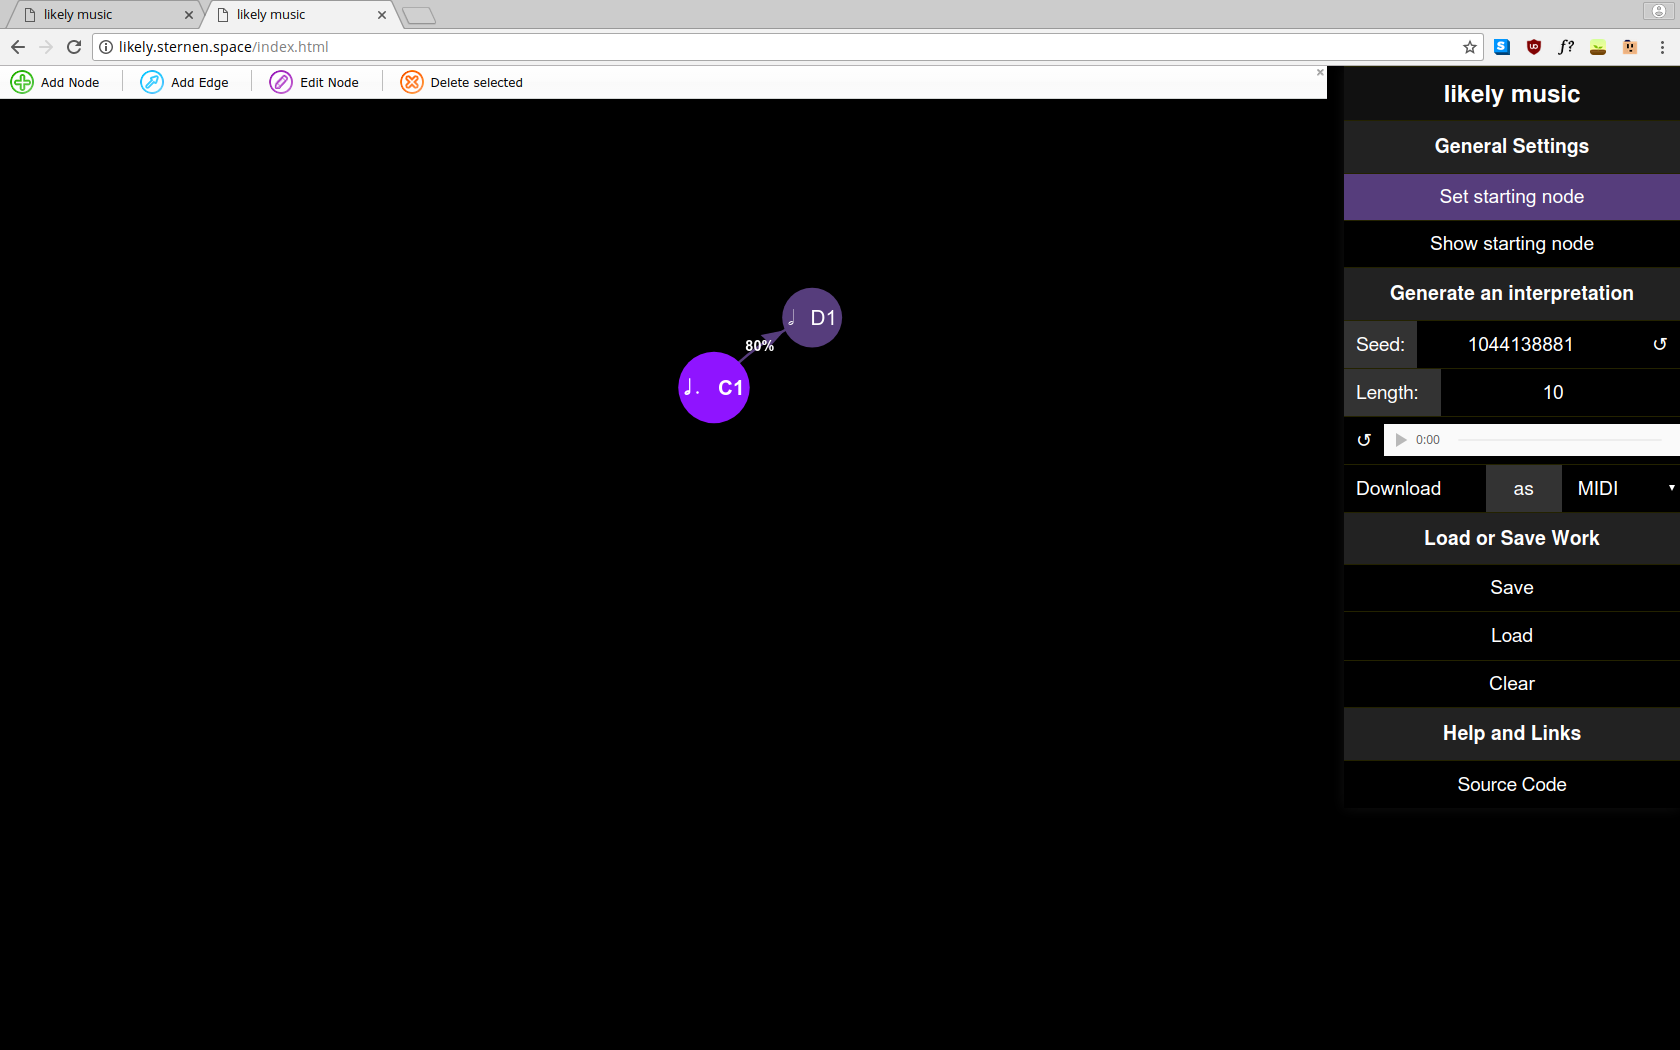 likely music
likely music
likely.sternen.space/index.html
Add Node
Add Edge
Edit Node
Delete selected
likely music
General Settings
Set starting node
Show starting node
Generate an interpretation
Seed: 1044138881
Length: 10
0:00
Download as MIDI
Load or Save Work
Save
Load
Clear
Help and Links
Source Code
D1
80%
C1
S
f?